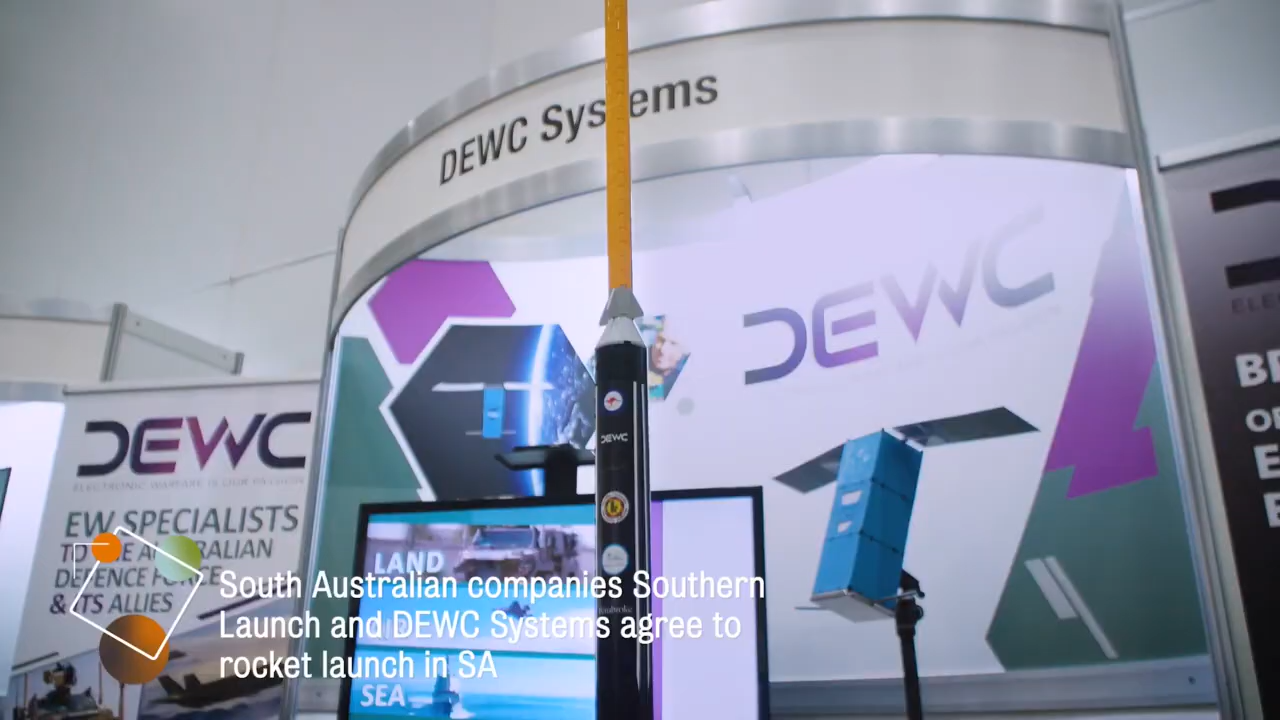 DEWC Systems
DEWC
DEWC
ELECTRONIC WARFARE IS OUR PASSION
EW SPECIALISTS
TO THE AUSTRALIAN
DEFENCE FORCE
& ITS ALLIES
DEWC
LAND
AIR
SEA
South Australian companies Southern
Launch and DEWC Systems agree to
rocket launch in SA